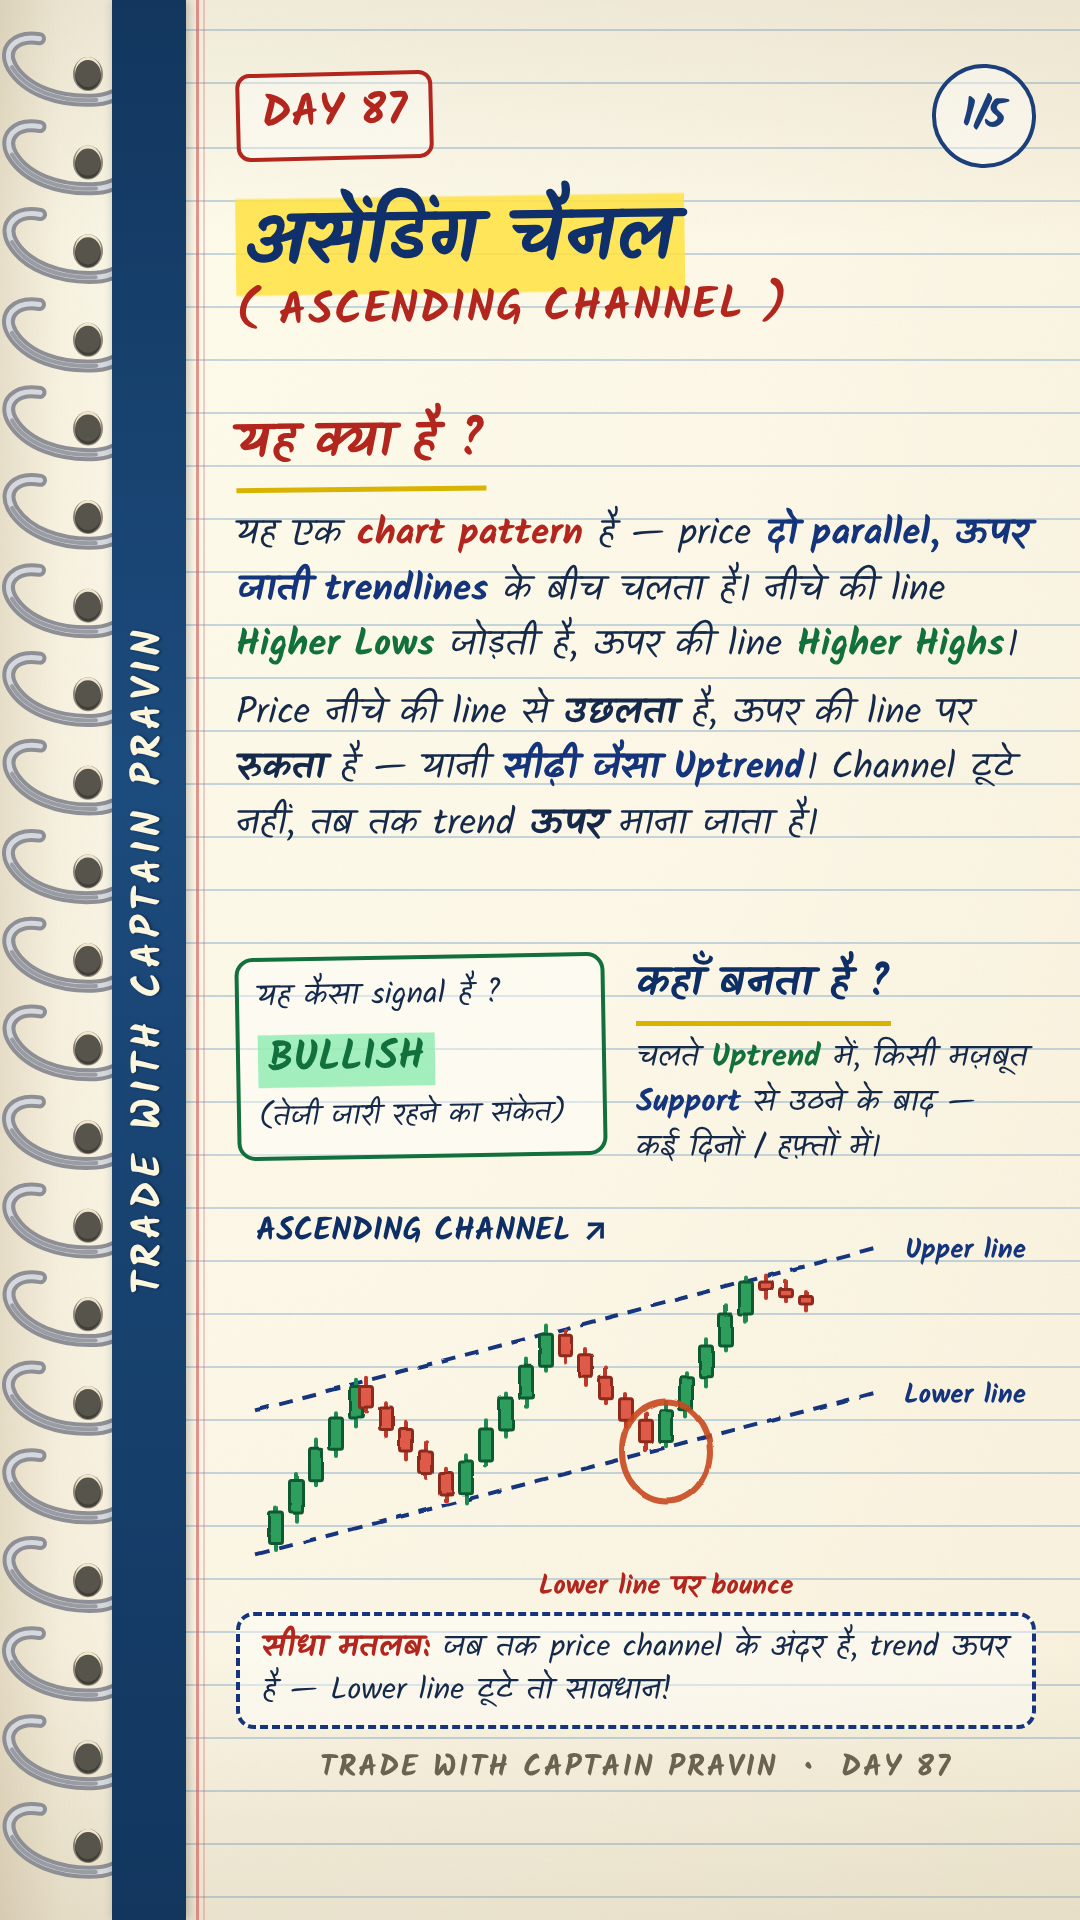 DAY 87
1/5
असेंडिंग चैनल
( ASCENDING CHANNEL )
यह क्या है ?
यह एक chart pattern है — price दो parallel, ऊपर
जाती trendlines के बीच चलता है। नीचे की line
Higher Lows जोड़ती है, ऊपर की line Higher Highs।
Price नीचे की line से उछलता है, ऊपर की line पर
रुकता है — यानी सीढ़ी जैसा Uptrend। Channel टूटे
नहीं, तब तक trend ऊपर माना जाता है।
यह कैसा signal है ?
BULLISH
(तेजी जारी रहने का संकेत)
कहाँ बनता है ?
चलते Uptrend में, किसी मज़बूत
Support से उठने के बाद —
कई दिनों / हफ़्तों में।
ASCENDING CHANNEL ↗
Upper line
Lower line
Lower line पर bounce
सीधा मतलब: जब तक price channel के अंदर है, trend ऊपर
है — Lower line टूटे तो सावधान!
TRADE WITH CAPTAIN PRAVIN · DAY 87
TRADE WITH CAPTAIN PRAVIN